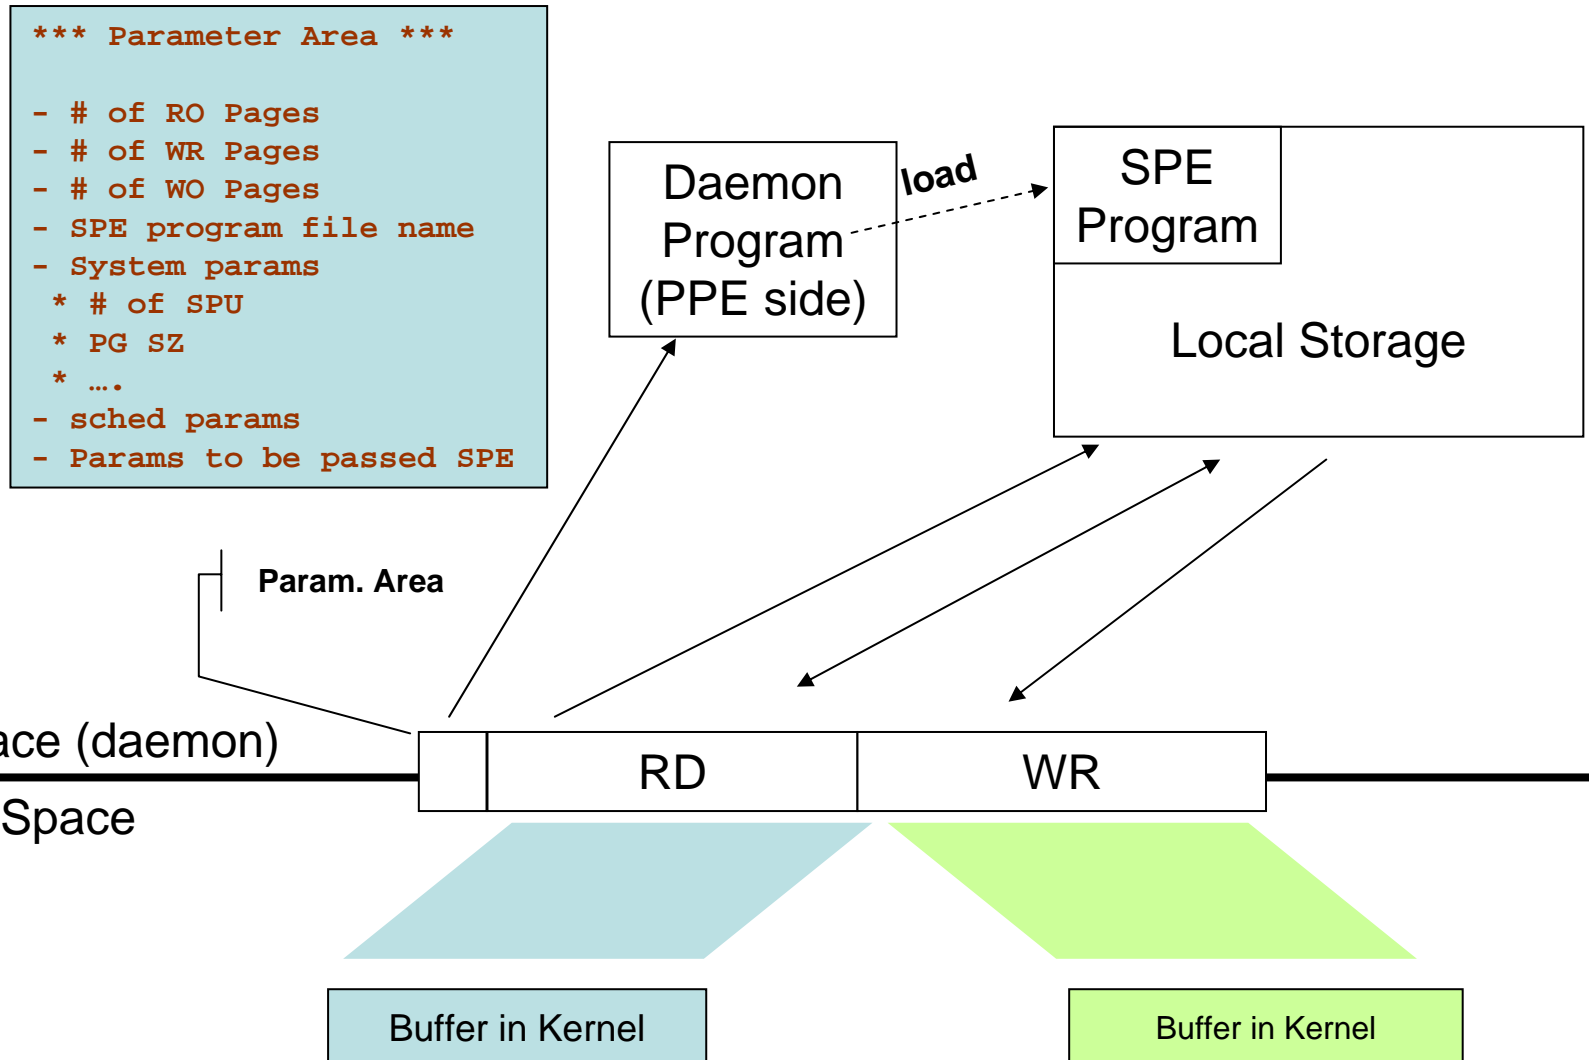 *** Parameter Area ***
- # of RO Pages
- # of WR Pages
- # of WO Pages
- SPE program file name
- System params
* # of SPU
* PG SZ
* ….
- sched params
- Params to be passed SPE
Daemon
Program
(PPE side)
load
SPE
Program
Local Storage
Param. Area
ace (daemon)
Space
RD
WR
Buffer in Kernel
Buffer in Kernel